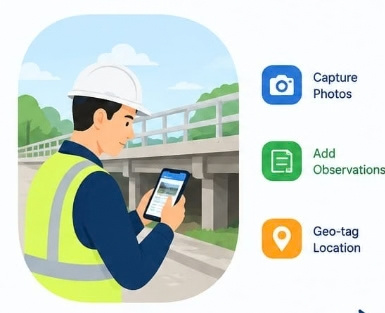 Capture
Photos
Add
Observations
Geo-tag
Location